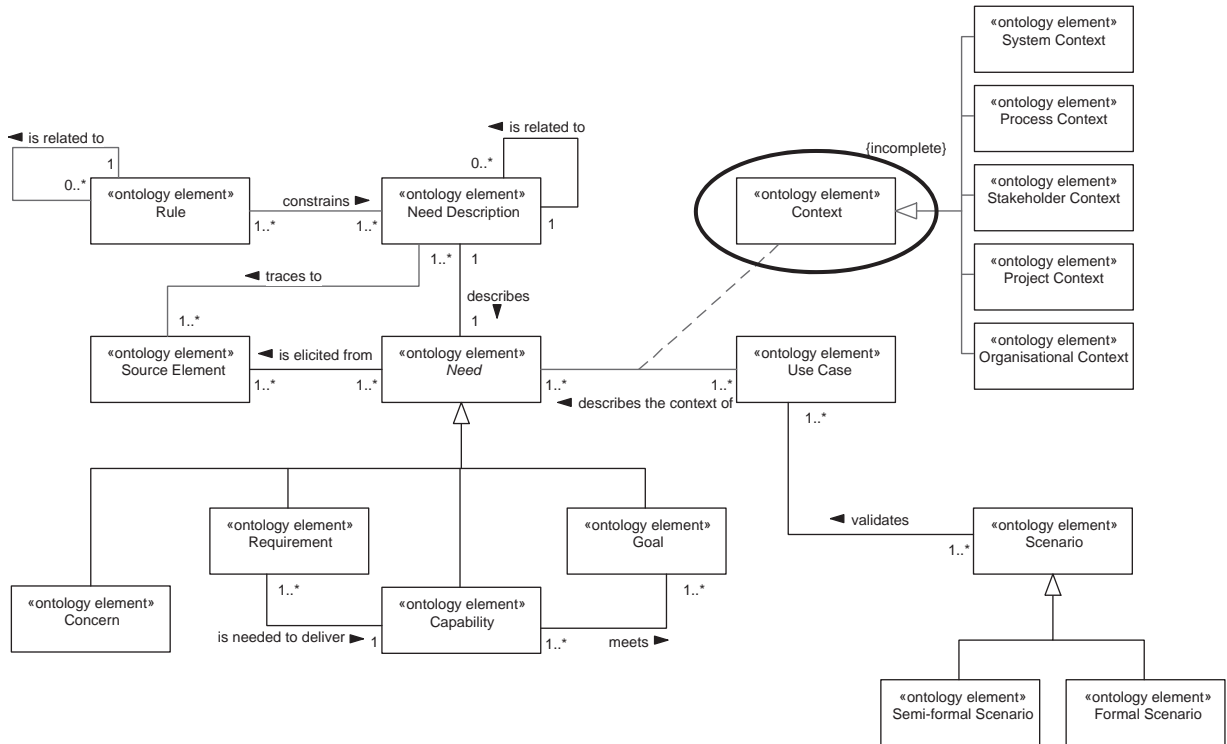 «ontology element»
System Context
«ontology element»
Process Context
◄ is related to
◄ is related to
{incomplete}
1
0..*
0..*
«ontology element»
Rule
constrains ►
«ontology element»
Need Description
«ontology element»
Context
«ontology element»
Stakeholder Context
1..*
1..*
1
1..*
1
◄ traces to
«ontology element»
Project Context
describes
▼
1..*
1
«ontology element»
Source Element
◄ is elicited from
«ontology element»
Need
«ontology element»
Use Case
«ontology element»
Organisational Context
1..*
1..*
1..*
1..*
◄ describes the context of
1..*
«ontology element»
Requirement
«ontology element»
Goal
◄ validates
«ontology element»
Scenario
1..*
1..*
1..*
«ontology element»
Concern
«ontology element»
Capability
is needed to deliver ►
1
1..*
meets ►
«ontology element»
Semi-formal Scenario
«ontology element»
Formal Scenario